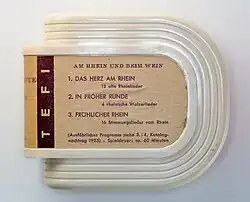 TEFI
AM RHEIN UND BEIM WEIN
1. DAS HERZ AM RHEIN
12 alte Rheinlieder
2. IN FROHER RUNDE
4 rheinische Walzerlieder
3. FRÖHLICHER RHEIN
16 Stimmungslieder vom Rhein
(Ausführliches Programm siehe S. 4, Katalog-
nachtrag 1955) • Spieldauer: ca. 60 Minuten